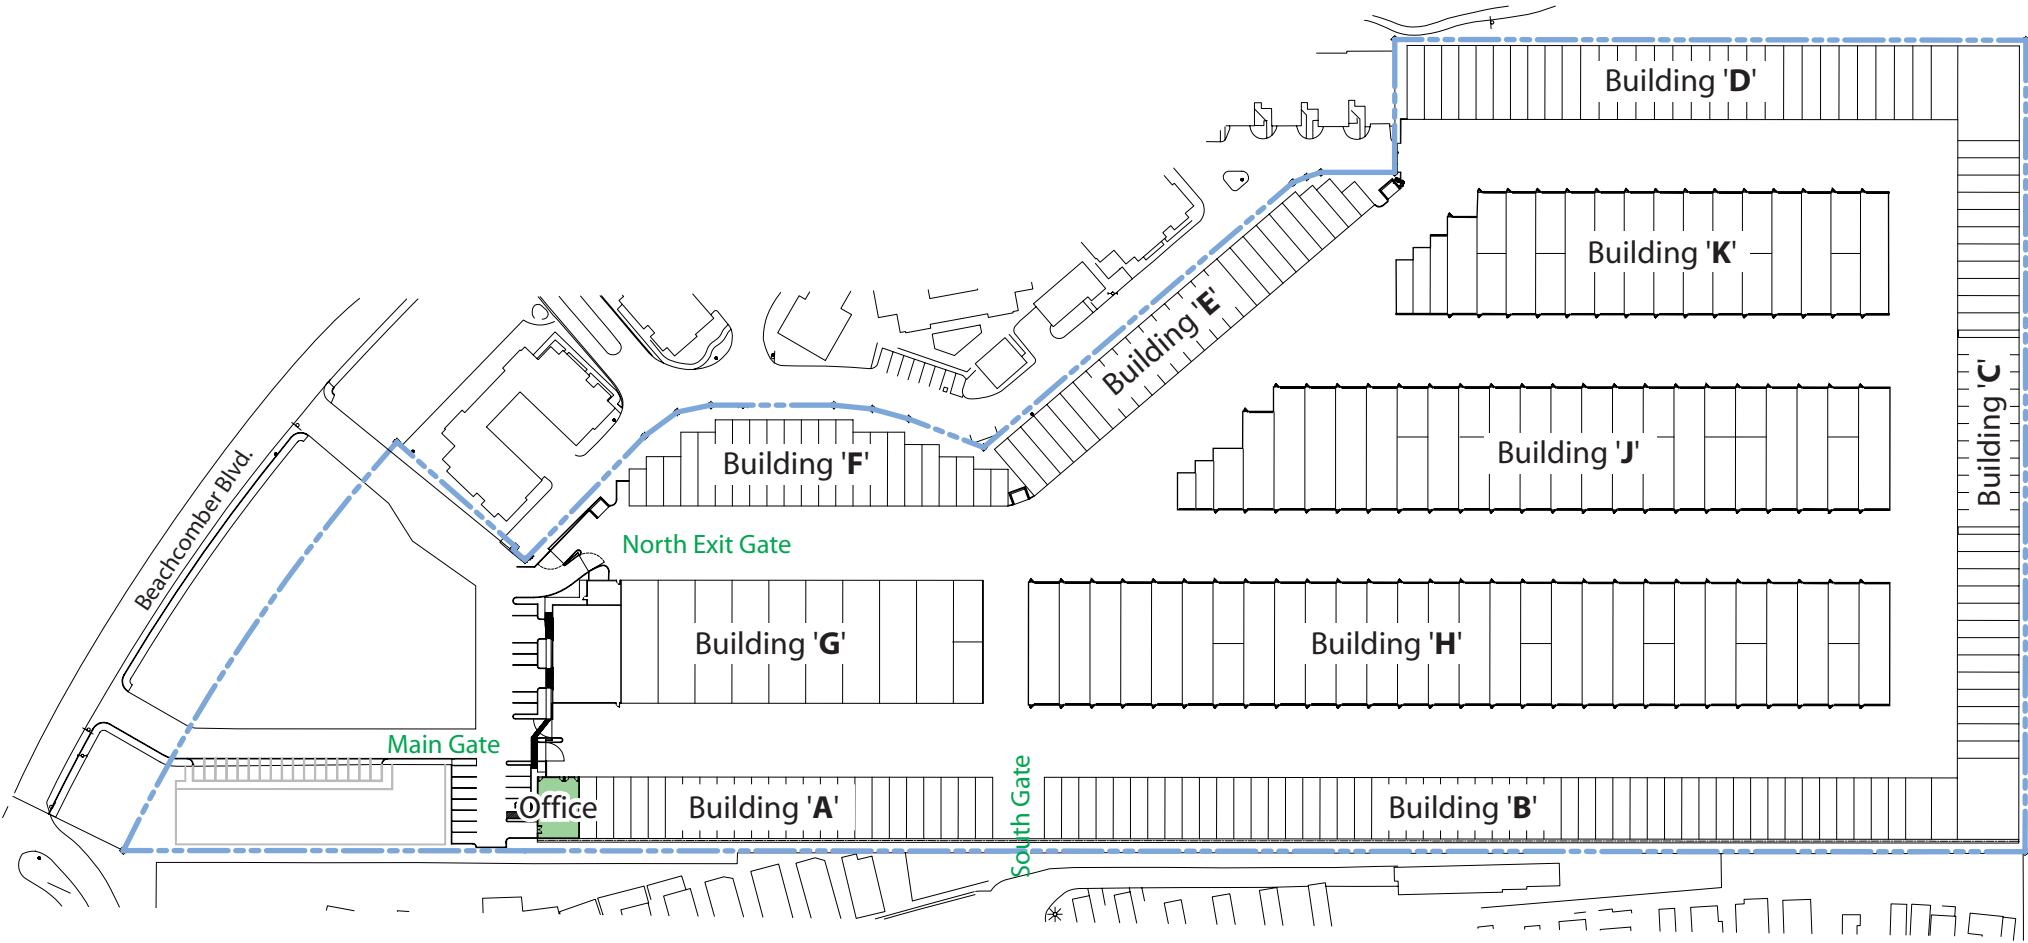 Building 'D'
Building 'K'
Building 'E'
Building 'C'
Building 'J'
Building 'F'
Beachcomber Blvd.
North Exit Gate
Building 'G'
Building 'H'
Main Gate
Office
Building 'A'
South Gate
Building 'B'